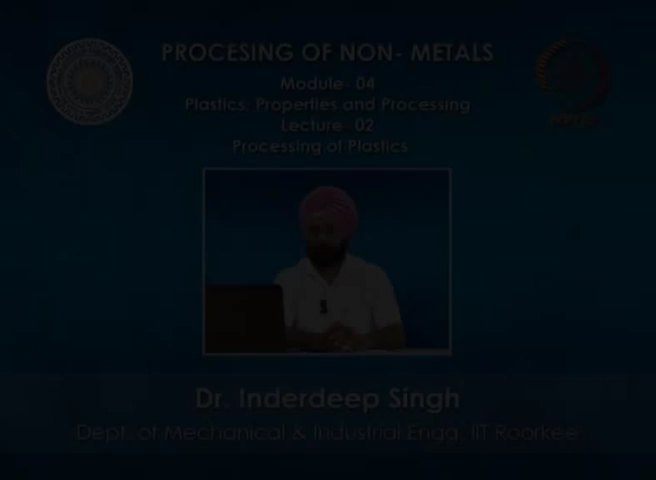 PROCESING OF NON- METALS
Module- 04
Plastics: Properties and Processing
Lecture- 02
Processing of Plastics
NPTEL
Dr. Inderdeep Singh
Dept. of Mechanical & Industrial Engg. IIT Roorkee